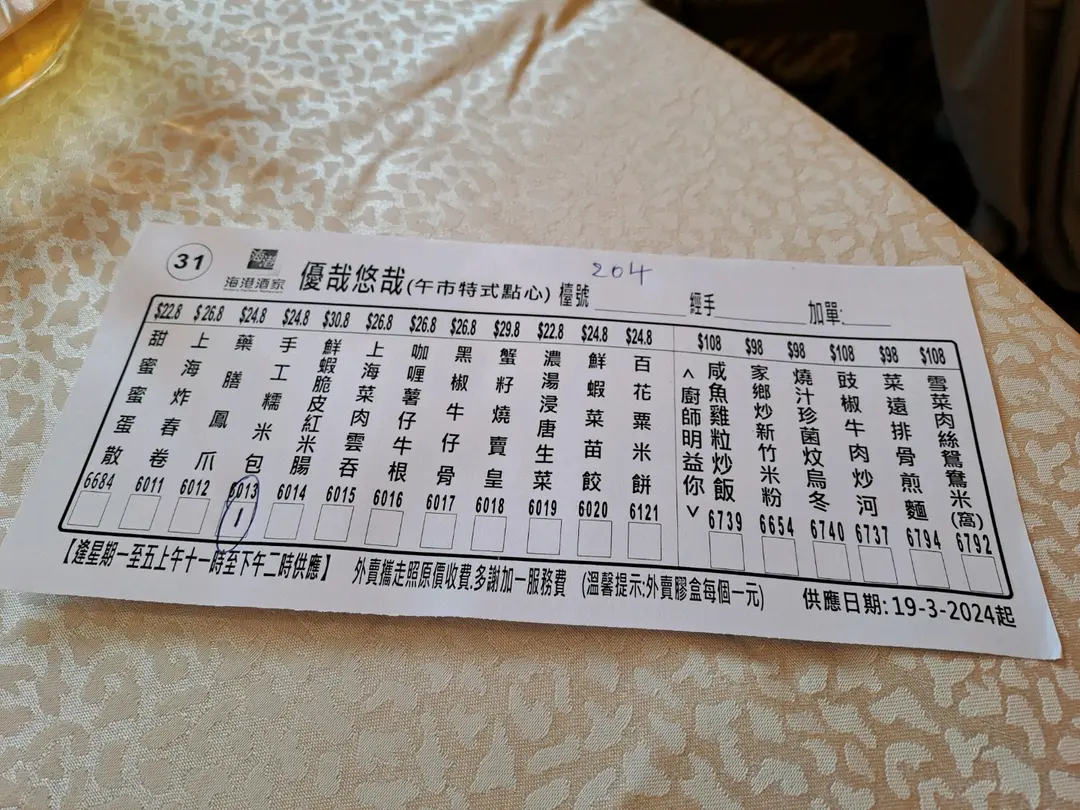 31
海港
海港酒家
優哉悠哉(午市特式點心) 檯號 204 經手 加單:
$22.8 $26.8 $24.8 $24.8 $30.8 $26.8 $26.8 $26.8 $29.8 $22.8 $24.8 $24.8 $108 $98 $98 $108 $98 $108
甜蜜蜜蛋散
上海炸春卷
藥膳鳳爪
手工糯米包
鮮蝦脆皮紅米腸
上海菜肉雲吞
咖喱薯仔牛根
黑椒牛仔骨
蟹籽燒賣皇
濃湯浸唐生菜
鮮蝦菜苗餃
百花粟米餅
<廚師明益你>
咸魚雞粒炒飯
家鄉炒新竹米粉
燒汁珍菌炆烏冬
豉椒牛肉炒河
菜遠排骨煎麵
雪菜肉絲鴛鴦米(窩)
6684 6011 6012 6013 6014 6015 6016 6017 6018 6019 6020 6121 6739 6654 6740 6737 6794 6792
1
【逢星期一至五上午十一時至下午二時供應】 外賣攜走照原價收費.多謝加一服務費 (溫馨提示:外賣膠盒每個一元) 供應日期: 19-3-2024起